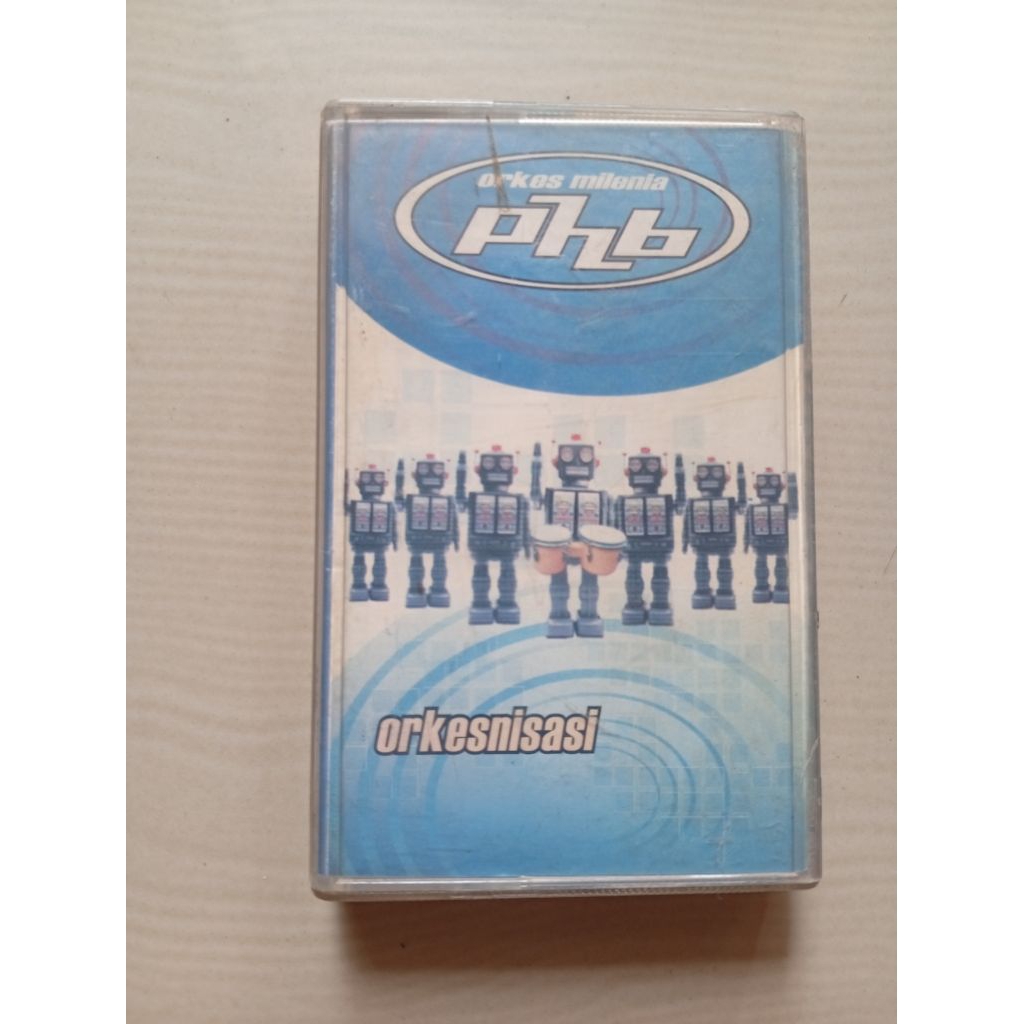 orkes milenia
phb
orkesnisasi